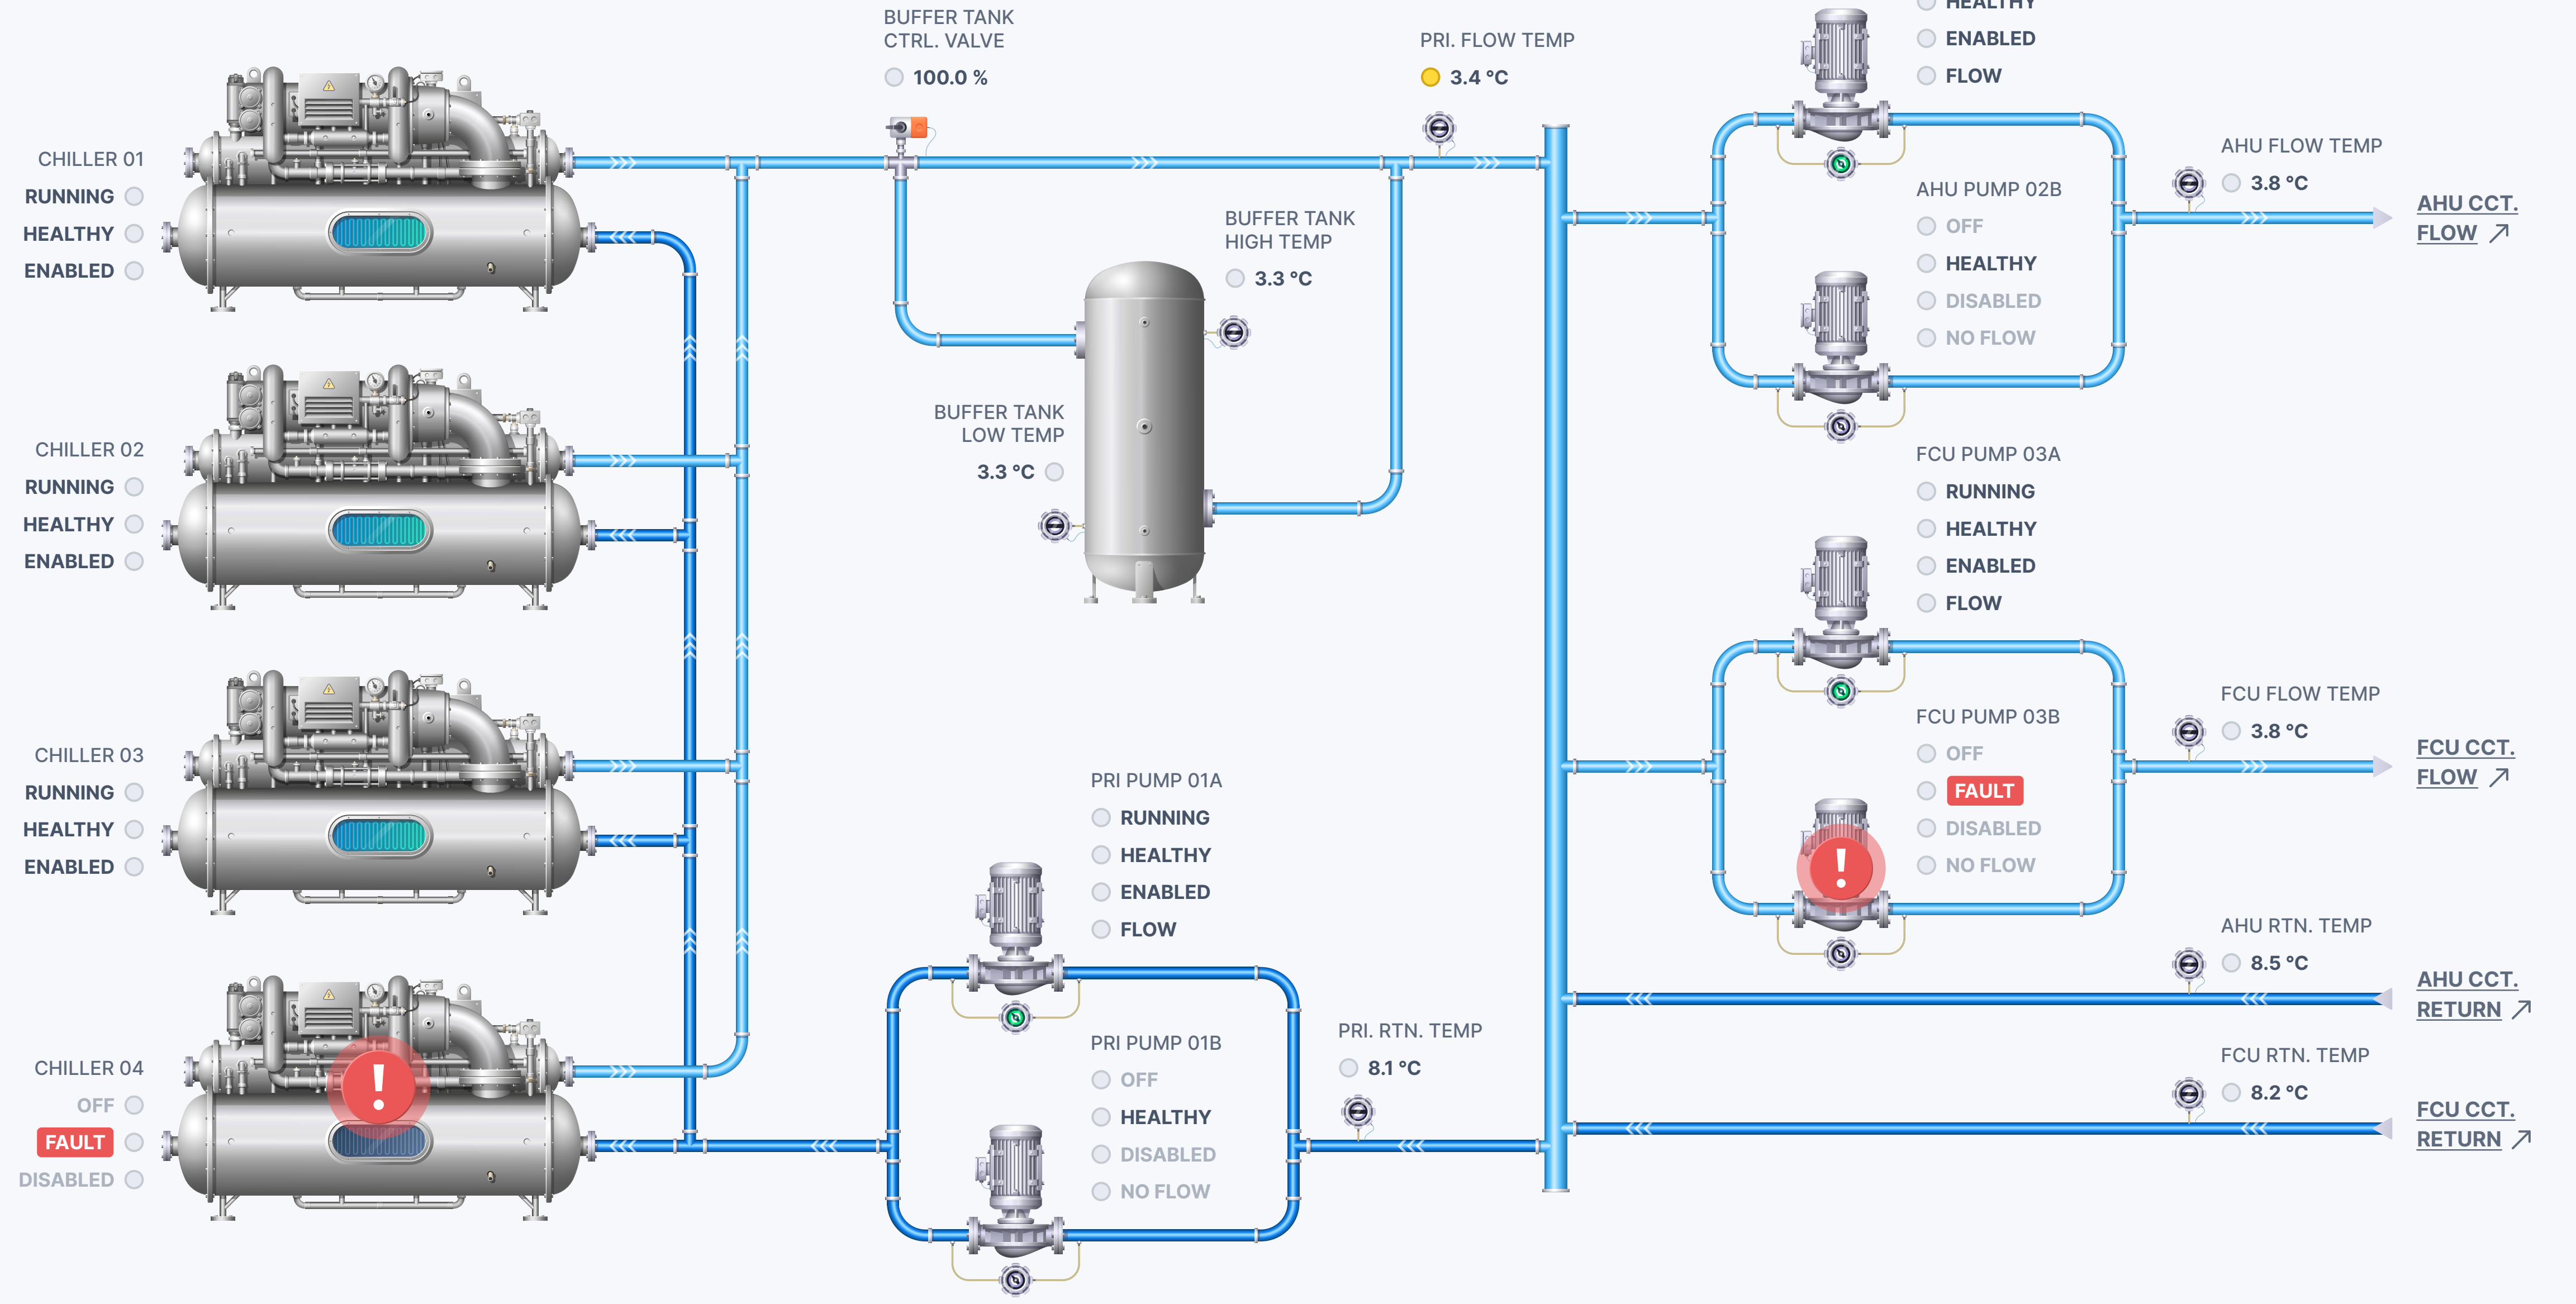 BUFFER TANK
CTRL. VALVE
100.0 %
PRI. FLOW TEMP
3.4 °C
HEALTHY
ENABLED
FLOW
CHILLER 01
RUNNING
HEALTHY
ENABLED
BUFFER TANK
HIGH TEMP
3.3 °C
AHU PUMP 02B
OFF
HEALTHY
DISABLED
NO FLOW
AHU FLOW TEMP
3.8 °C
AHU CCT.
FLOW
CHILLER 02
RUNNING
HEALTHY
ENABLED
BUFFER TANK
LOW TEMP
3.3 °C
FCU PUMP 03A
RUNNING
HEALTHY
ENABLED
FLOW
CHILLER 03
RUNNING
HEALTHY
ENABLED
PRI PUMP 01A
RUNNING
HEALTHY
ENABLED
FLOW
FCU PUMP 03B
OFF
FAULT
DISABLED
NO FLOW
FCU FLOW TEMP
3.8 °C
FCU CCT.
FLOW
AHU RTN. TEMP
8.5 °C
AHU CCT.
RETURN
CHILLER 04
OFF
FAULT
DISABLED
PRI PUMP 01B
OFF
HEALTHY
DISABLED
NO FLOW
PRI. RTN. TEMP
8.1 °C
FCU RTN. TEMP
8.2 °C
FCU CCT.
RETURN